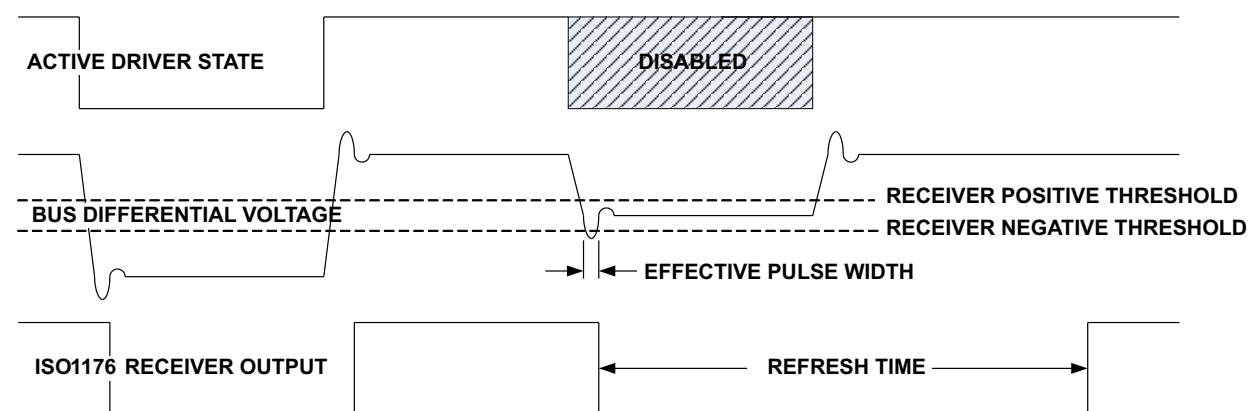 ACTIVE DRIVER STATE
DISABLED
RECEIVER POSITIVE THRESHOLD
BUS DIFFERENTIAL VOLTAGE
RECEIVER NEGATIVE THRESHOLD
EFFECTIVE PULSE WIDTH
ISO1176 RECEIVER OUTPUT
REFRESH TIME